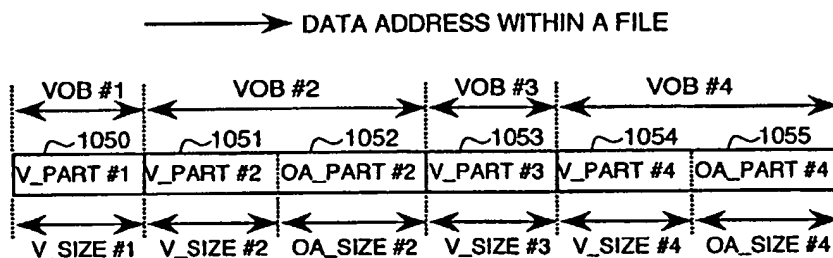 DATA ADDRESS WITHIN A FILE
VOB #1 VOB #2 VOB #3 VOB #4
1050 1051 1052 1053 1054 1055
V_PART #1 V_PART #2 OA_PART #2 V_PART #3 V_PART #4 OA_PART #4
V_SIZE #1 V_SIZE #2 OA_SIZE #2 V_SIZE #3 V_SIZE #4 OA_SIZE #4